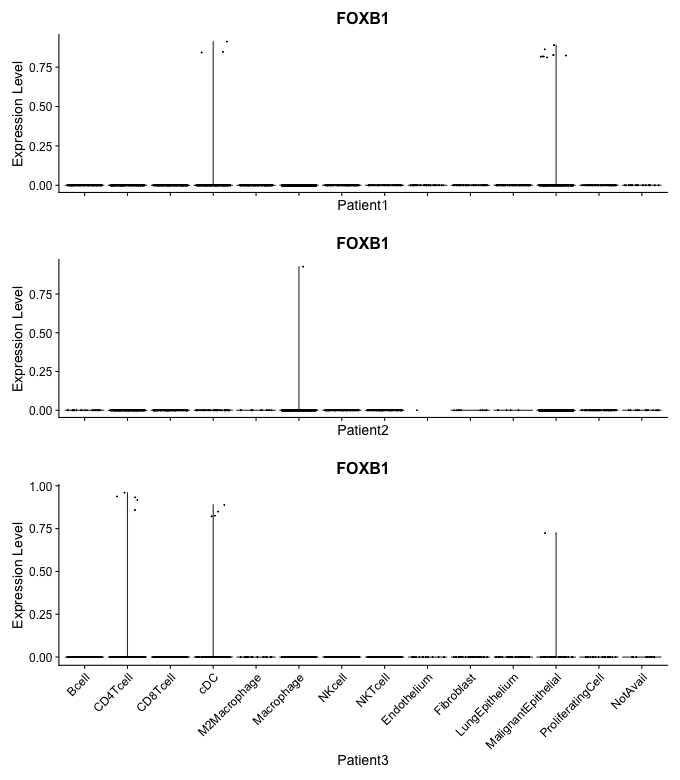 FOXB1
Expression Level
0.75
0.50
0.25
0.00
Patient1
FOXB1
Expression Level
0.75
0.50
0.25
0.00
Patient2
FOXB1
Expression Level
1.00
0.75
0.50
0.25
0.00
Bcell
CD4Tcell
CD8Tcell
cDC
M2Macrophage
Macrophage
NKcell
NKTcell
Endothelium
Fibroblast
LungEpithelium
MalignantEpithelial
ProliferatingCell
NotAvail
Patient3